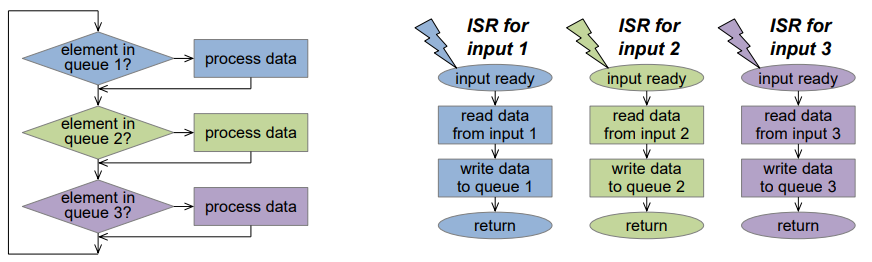 element in
queue 1?
process data
element in
queue 2?
process data
element in
queue 3?
process data
ISR for
input 1
input ready
read data
from input 1
write data
to queue 1
return
ISR for
input 2
input ready
read data
from input 2
write data
to queue 2
return
ISR for
input 3
input ready
read data
from input 3
write data
to queue 3
return